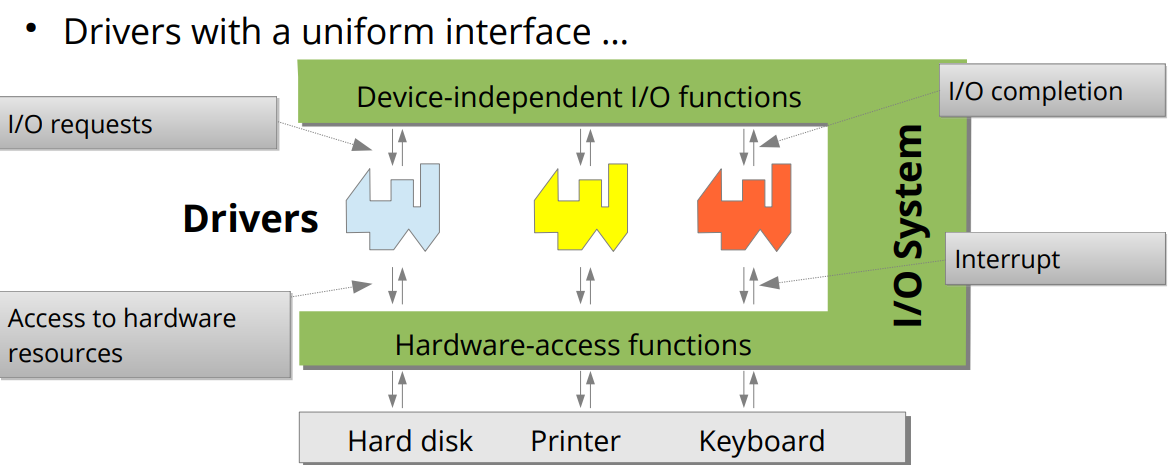 • Drivers with a uniform interface ...
Device-independent I/O functions
I/O completion
I/O requests
Drivers
I/O System
Interrupt
Access to hardware
resources
Hardware-access functions
Hard disk Printer Keyboard